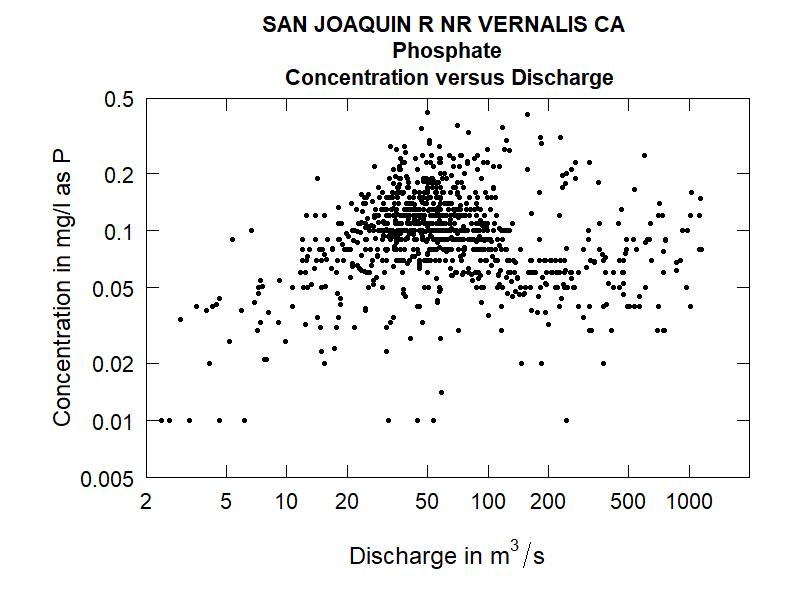 SAN JOAQUIN R NR VERNALIS CA
Phosphate
Concentration versus Discharge
Concentration in mg/l as P
0.5
0.2
0.1
0.05
0.02
0.01
0.005
2 5 10 20 50 100 200 500 1000
Discharge in m³/s